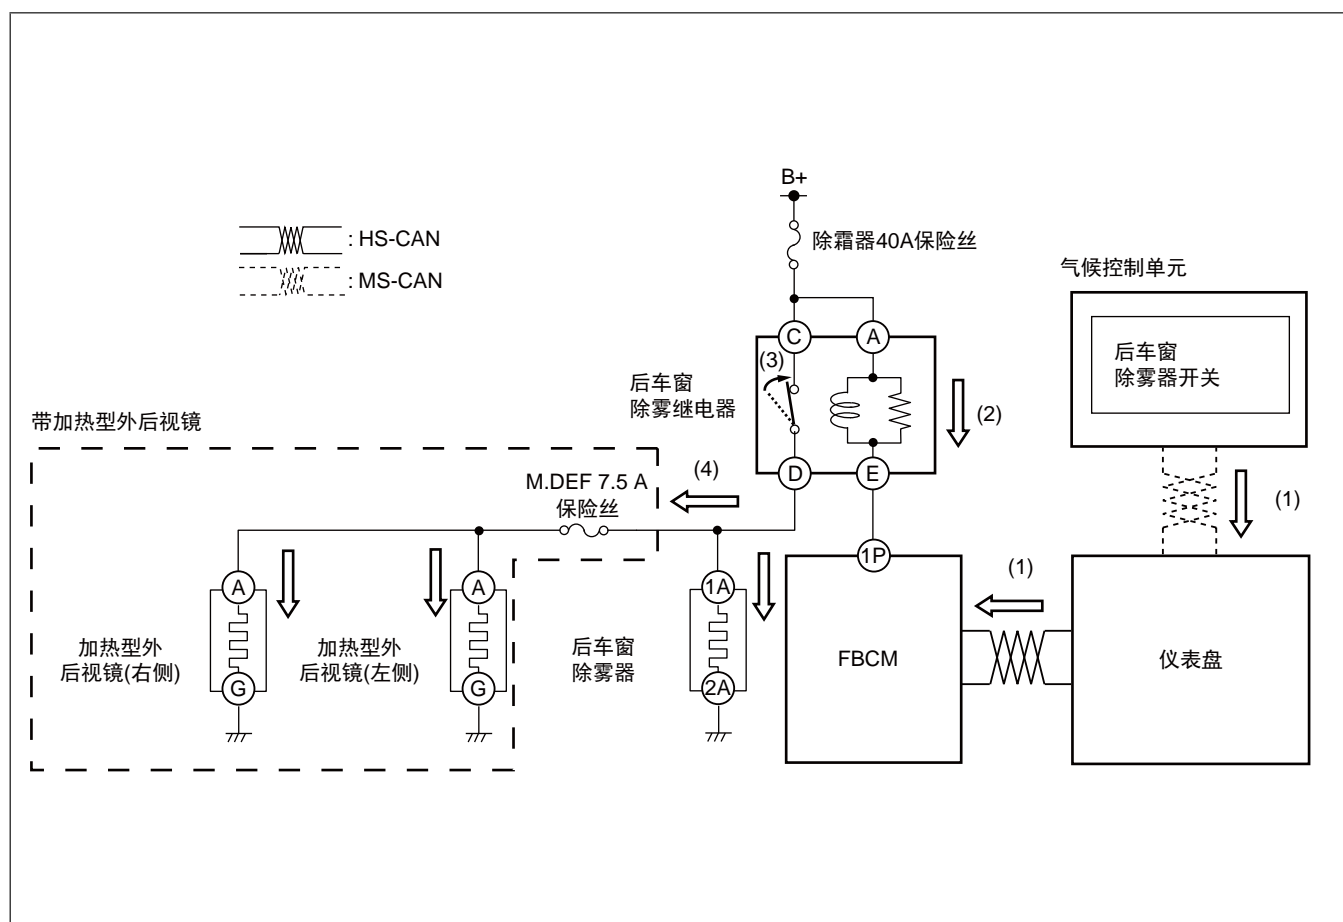 B+
除霜器40A保险丝
: HS-CAN
: MS-CAN
气候控制单元
后车窗
除雾器开关
C
A
(3)
后车窗
除雾继电器
(2)
带加热型外后视镜
D
E
(4)
M.DEF 7.5 A
保险丝
(1)
1P
(1)
A
A
1A
加热型外
后视镜(右侧)
加热型外
后视镜(左侧)
后车窗
除雾器
FBCM
仪表盘
G
G
2A